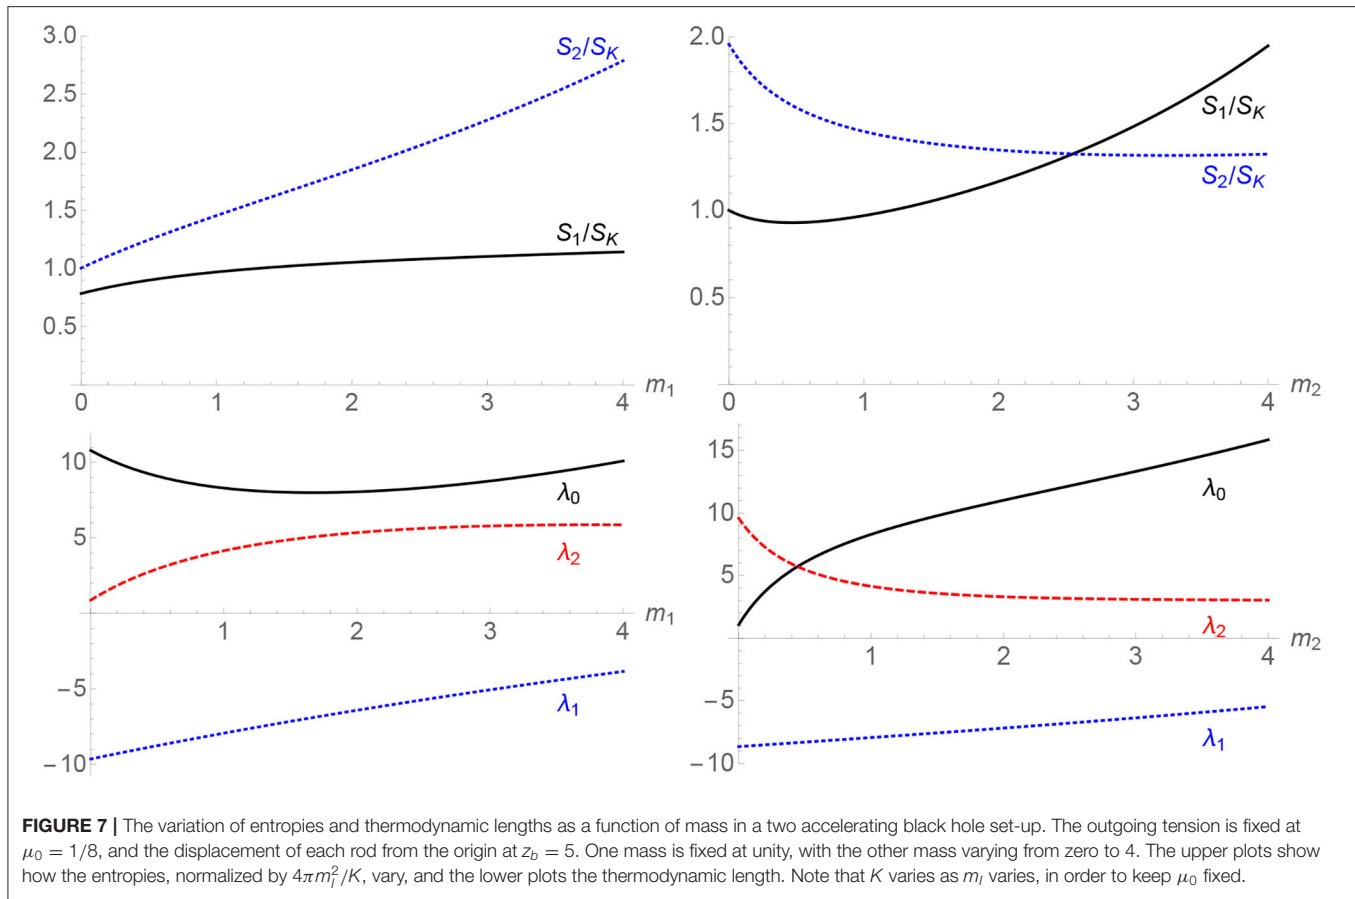 3.0
2.5
2.0
1.5
1.0
0.5
S₂/S_K
S₁/S_K
0 1 2 3 4 m₁
2.0
1.5
1.0
0.5
S₁/S_K
S₂/S_K
0 1 2 3 4 m₂
10
5
−5
−10
λ₀
λ₂
λ₁
1 2 3 4 m₁
15
10
5
−5
−10
λ₀
λ₂
λ₁
1 2 3 4 m₂
FIGURE 7 | The variation of entropies and thermodynamic lengths as a function of mass in a two accelerating black hole set-up. The outgoing tension is fixed at
μ₀ = 1/8, and the displacement of each rod from the origin at z_b = 5. One mass is fixed at unity, with the other mass varying from zero to 4. The upper plots show
how the entropies, normalized by 4πm_I²/K, vary, and the lower plots the thermodynamic length. Note that K varies as m_I varies, in order to keep μ₀ fixed.